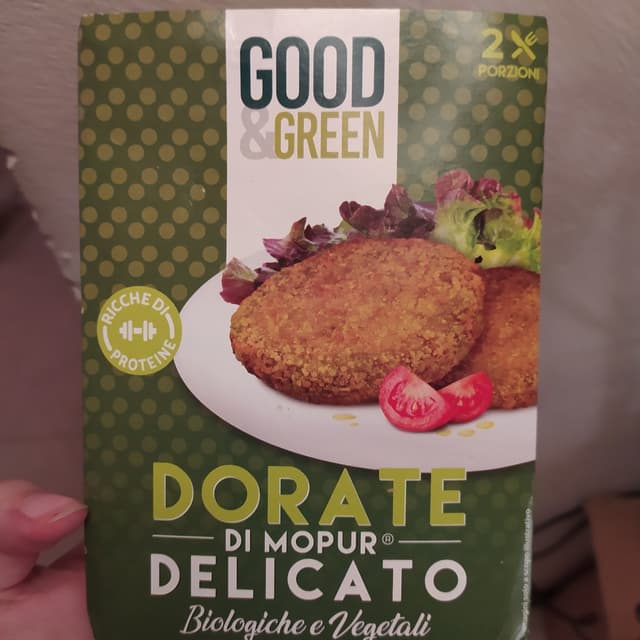 GOOD
&GREEN
2
PORZIONI
RICCHE DI
PROTEINE
DORATE
DI MOPUR®
DELICATO
Biologiche e Vegetali